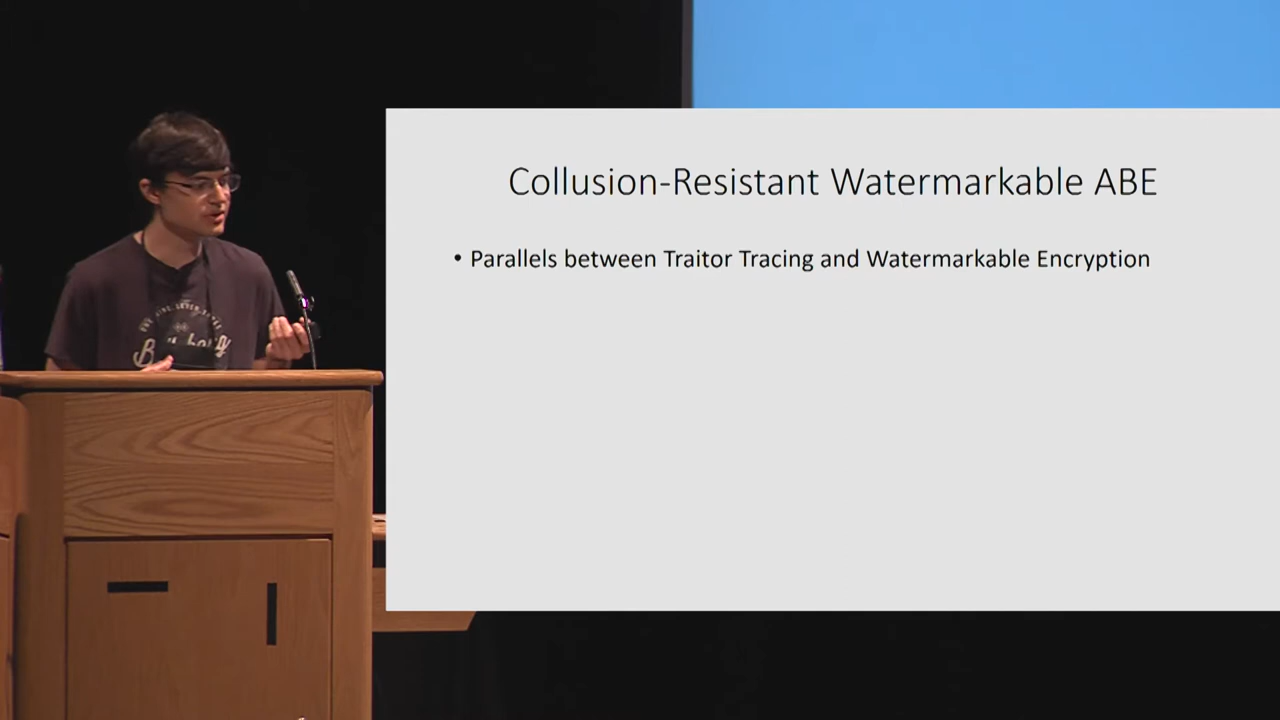 Collusion-Resistant Watermarkable ABE
• Parallels between Traitor Tracing and Watermarkable Encryption